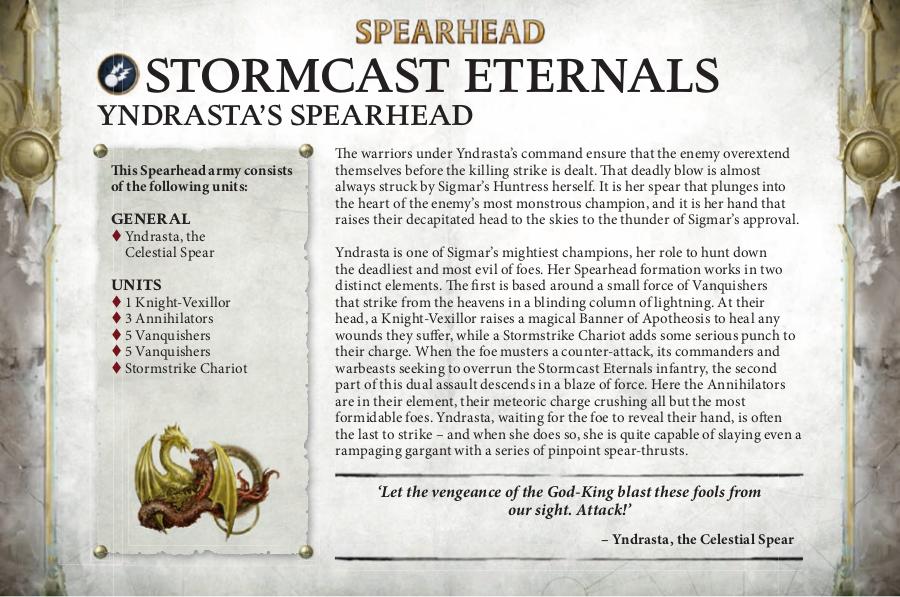 SPEARHEAD
STORMCAST ETERNALS
YNDRASTA'S SPEARHEAD
This Spearhead army consists
of the following units:
GENERAL
♦ Yndrasta, the
Celestial Spear
UNITS
♦ 1 Knight-Vexillor
♦ 3 Annihilators
♦ 5 Vanquishers
♦ 5 Vanquishers
♦ Stormstrike Chariot
The warriors under Yndrasta's command ensure that the enemy overextend
themselves before the killing strike is dealt. That deadly blow is almost
always struck by Sigmar's Huntress herself. It is her spear that plunges into
the heart of the enemy's most monstrous champion, and it is her hand that
raises their decapitated head to the skies to the thunder of Sigmar's approval.
Yndrasta is one of Sigmar's mightiest champions, her role to hunt down
the deadliest and most evil of foes. Her Spearhead formation works in two
distinct elements. The first is based around a small force of Vanquishers
that strike from the heavens in a blinding column of lightning. At their
head, a Knight-Vexillor raises a magical Banner of Apotheosis to heal any
wounds they suffer, while a Stormstrike Chariot adds some serious punch to
their charge. When the foe musters a counter-attack, its commanders and
warbeasts seeking to overrun the Stormcast Eternals infantry, the second
part of this dual assault descends in a blaze of force. Here the Annihilators
are in their element, their meteoric charge crushing all but the most
formidable foes. Yndrasta, waiting for the foe to reveal their hand, is often
the last to strike – and when she does so, she is quite capable of slaying even a
rampaging gargant with a series of pinpoint spear-thrusts.
'Let the vengeance of the God-King blast these fools from
our sight. Attack!'
– Yndrasta, the Celestial Spear